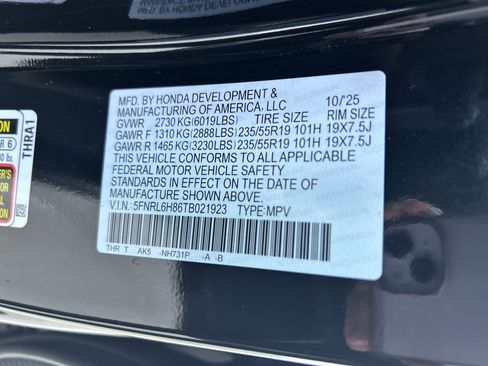 MFD. BY HONDA DEVELOPMENT & 10/'25
MANUFACTURING OF AMERICA, LLC
GVWR 2730 KG(6019LBS) TIRE SIZE RIM SIZE
GAWR F 1310 KG(2888LBS) 235/55R19 101H 19X7.5J
GAWR R 1465 KG(3230LBS) 235/55R19 101H 19X7.5J
THIS VEHICLE CONFORMS TO ALL APPLICABLE
FEDERAL MOTOR VEHICLE SAFETY
STANDARDS IN EFFECT ON THE DATE OF
MANUFACTURE SHOWN ABOVE.
V.I.N.: 5FNRL6H86TB021923 TYPE:MPV
THR T AK5 -NH731P -A -B
THRA1
ON
R 6
lbs.